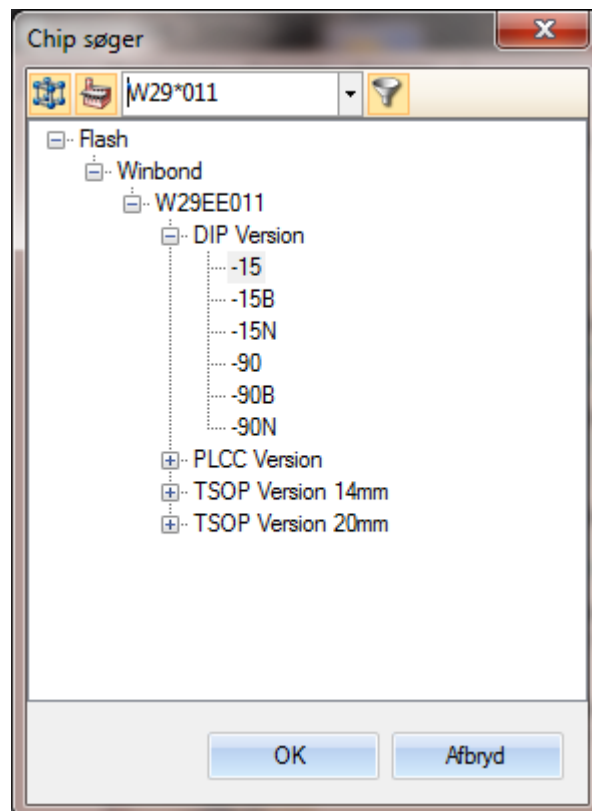 Chip søger
W29*011
Flash
Winbond
W29EE011
DIP Version
-15
-15B
-15N
-90
-90B
-90N
PLCC Version
TSOP Version 14mm
TSOP Version 20mm
OK Afbryd